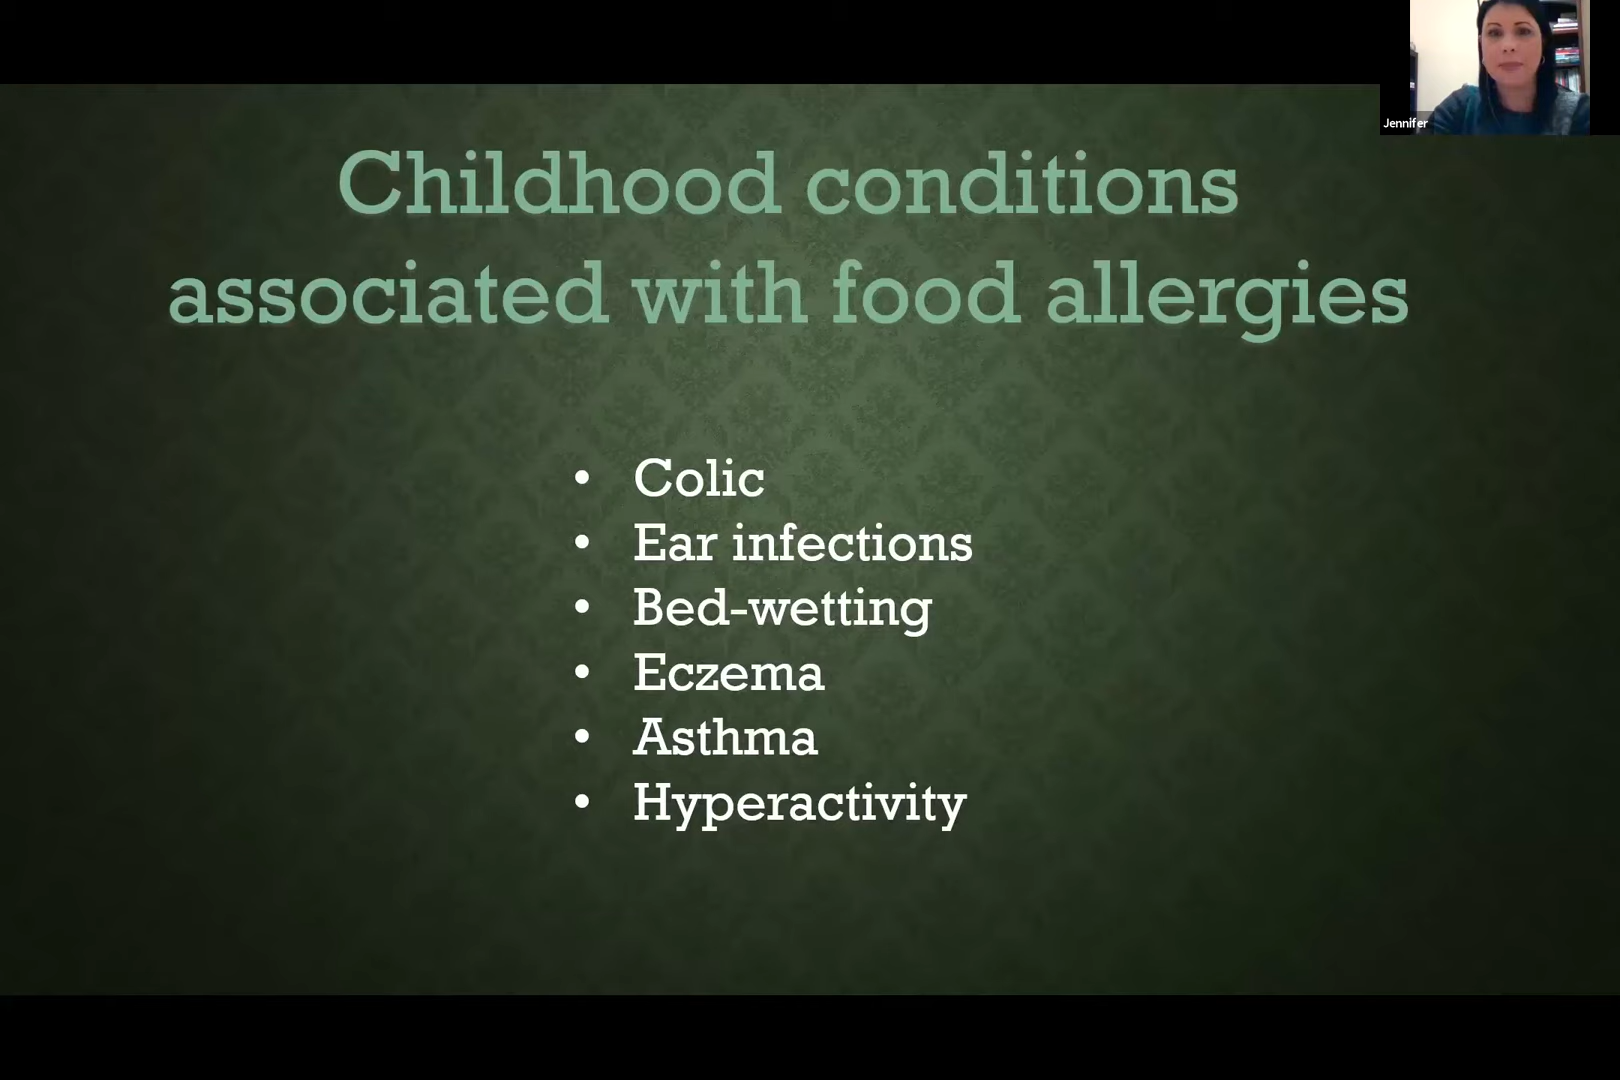 Jennifer
Childhood conditions
associated with food allergies
• Colic
• Ear infections
• Bed-wetting
• Eczema
• Asthma
• Hyperactivity